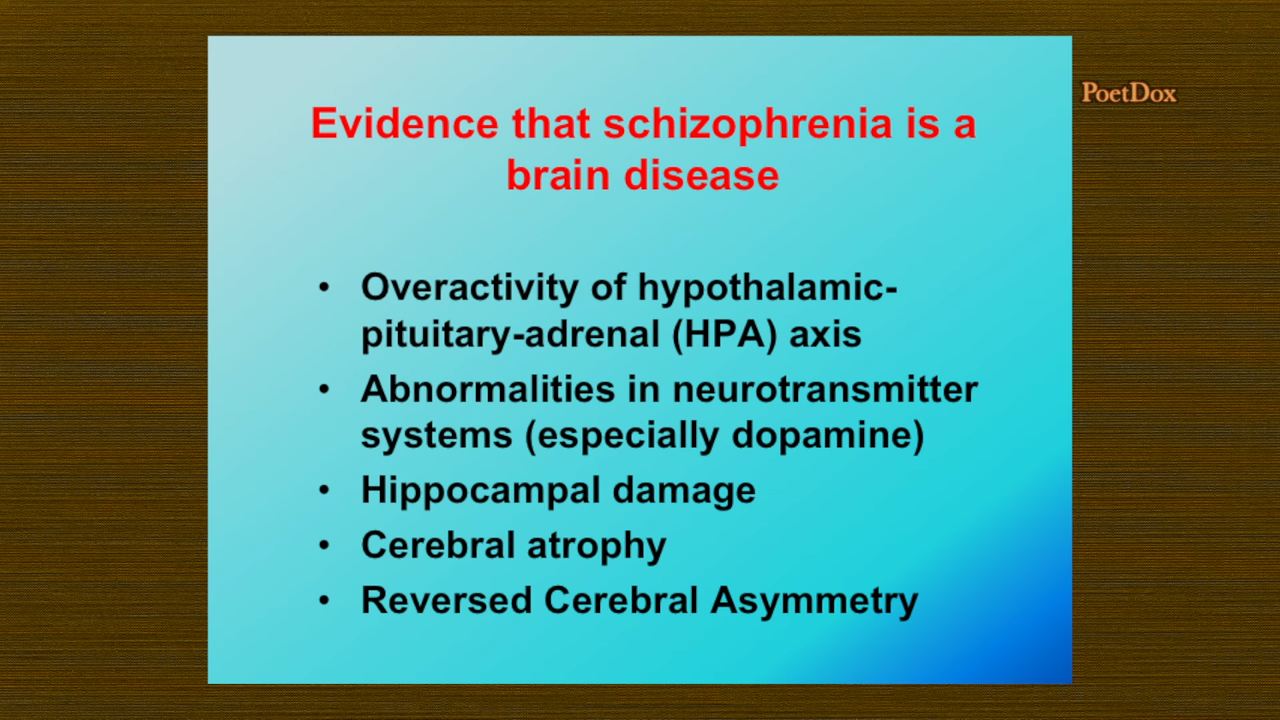 PoetDox
Evidence that schizophrenia is a
brain disease
• Overactivity of hypothalamic-
pituitary-adrenal (HPA) axis
• Abnormalities in neurotransmitter
systems (especially dopamine)
• Hippocampal damage
• Cerebral atrophy
• Reversed Cerebral Asymmetry